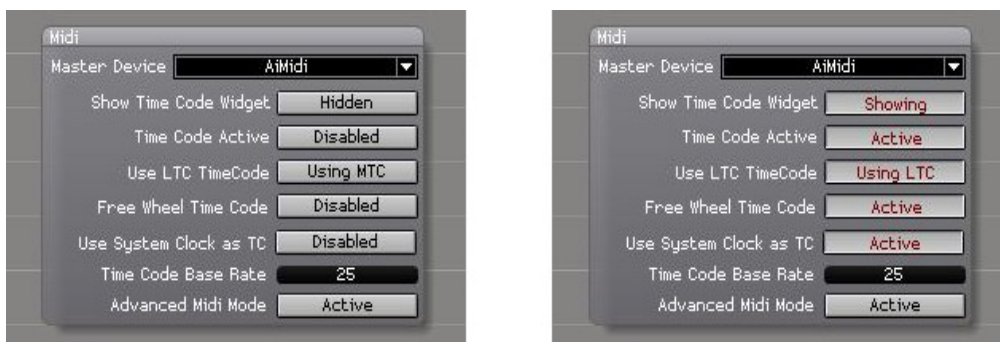 Midi
Master Device AiMidi
Show Time Code Widget Hidden
Time Code Active Disabled
Use LTC TimeCode Using MTC
Free Wheel Time Code Disabled
Use System Clock as TC Disabled
Time Code Base Rate 25
Advanced Midi Mode Active
Midi
Master Device AiMidi
Show Time Code Widget Showing
Time Code Active Active
Use LTC TimeCode Using LTC
Free Wheel Time Code Active
Use System Clock as TC Active
Time Code Base Rate 25
Advanced Midi Mode Active